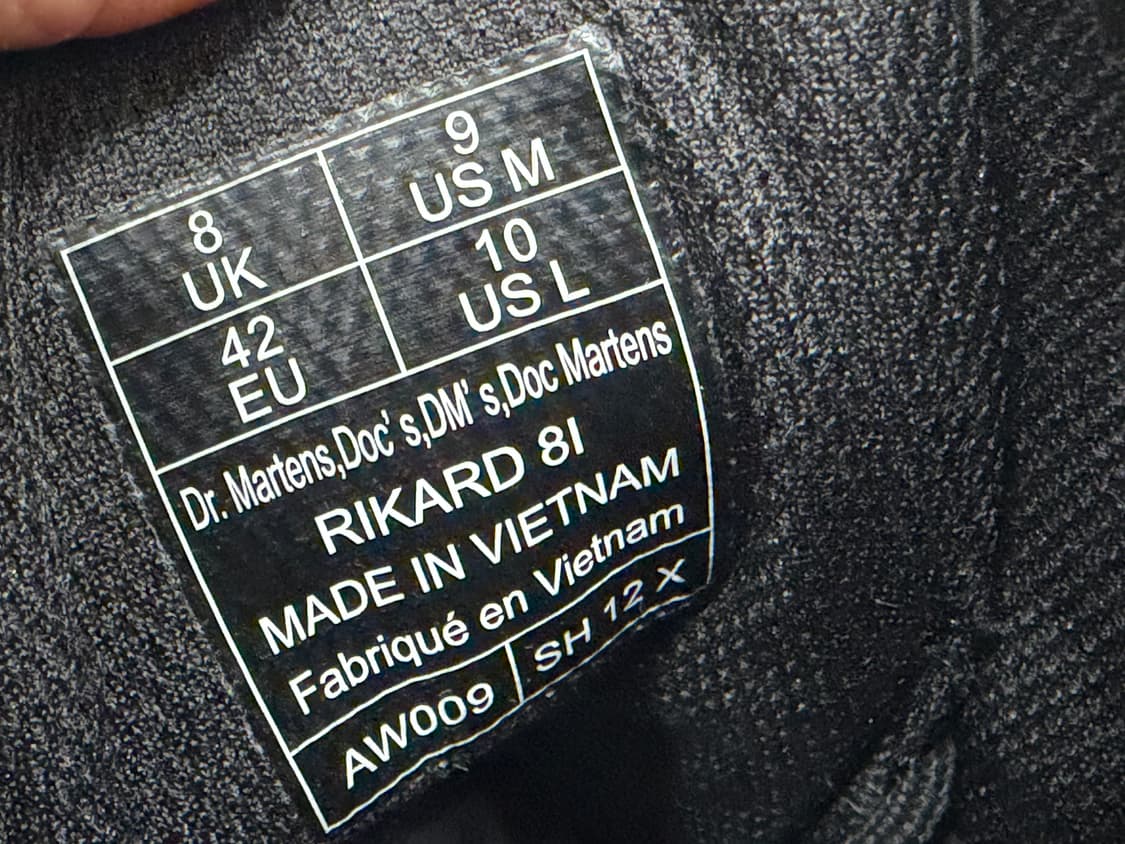 8
UK
9
US M
42
EU
10
US L
Dr. Martens,Doc' s,DM' s,Doc Martens
RIKARD 8I
MADE IN VIETNAM
Fabriqué en Vietnam
AW009
SH 12 X